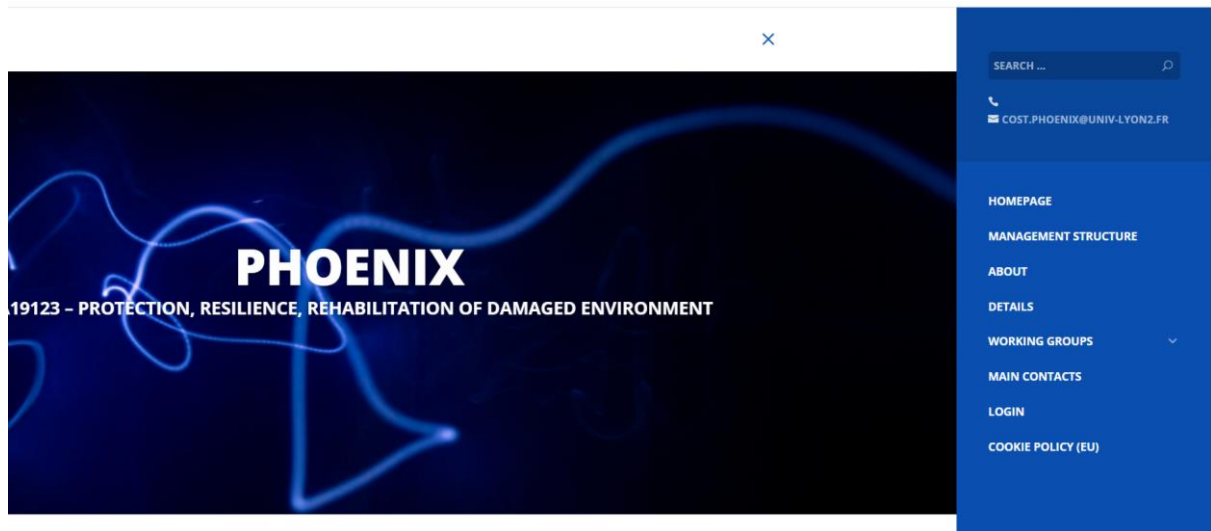 SEARCH ...
COST.PHOENIX@UNIV-LYON2.FR
PHOENIX
19123 – PROTECTION, RESILIENCE, REHABILITATION OF DAMAGED ENVIRONMENT
HOMEPAGE
MANAGEMENT STRUCTURE
ABOUT
DETAILS
WORKING GROUPS
MAIN CONTACTS
LOGIN
COOKIE POLICY (EU)